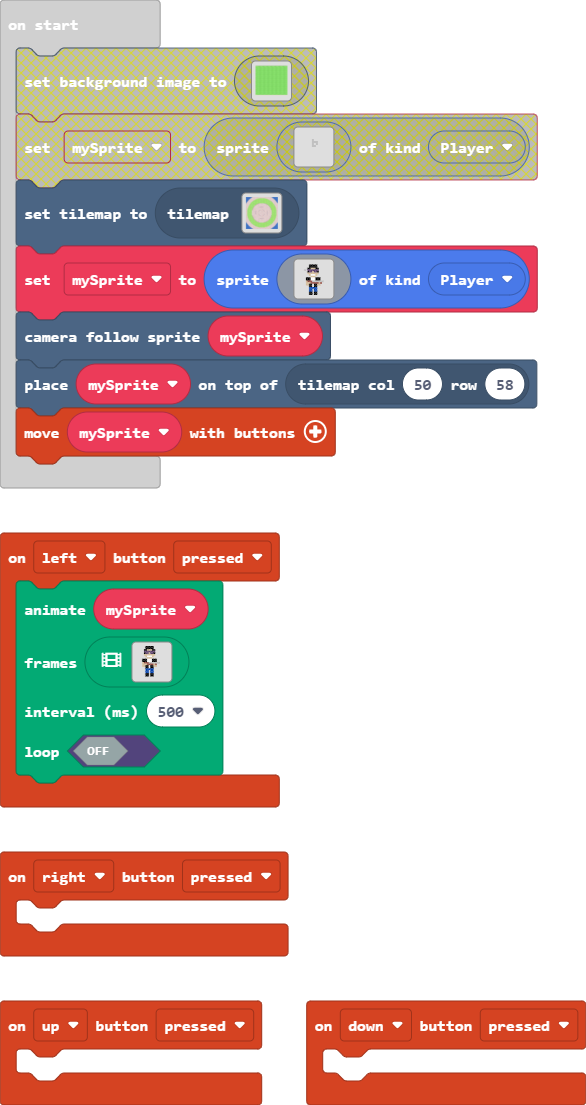 on start
set background image to
set mySprite to sprite of kind Player
set tilemap to tilemap
set mySprite to sprite of kind Player
camera follow sprite mySprite
place mySprite on top of tilemap col 50 row 58
move mySprite with buttons
on left button pressed
animate mySprite
frames
interval (ms) 500
loop OFF
on right button pressed
on up button pressed
on down button pressed